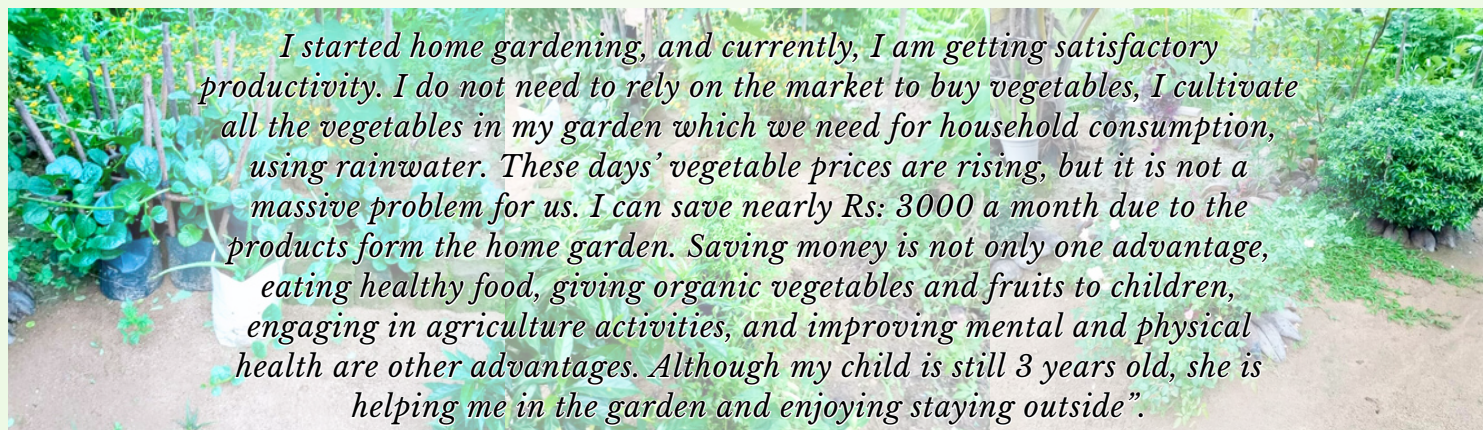 I started home gardening, and currently, I am getting satisfactory
productivity. I do not need to rely on the market to buy vegetables, I cultivate
all the vegetables in my garden which we need for household consumption,
using rainwater. These days’ vegetable prices are rising, but it is not a
massive problem for us. I can save nearly Rs: 3000 a month due to the
products form the home garden. Saving money is not only one advantage,
eating healthy food, giving organic vegetables and fruits to children,
engaging in agriculture activities, and improving mental and physical
health are other advantages. Although my child is still 3 years old, she is
helping me in the garden and enjoying staying outside”.